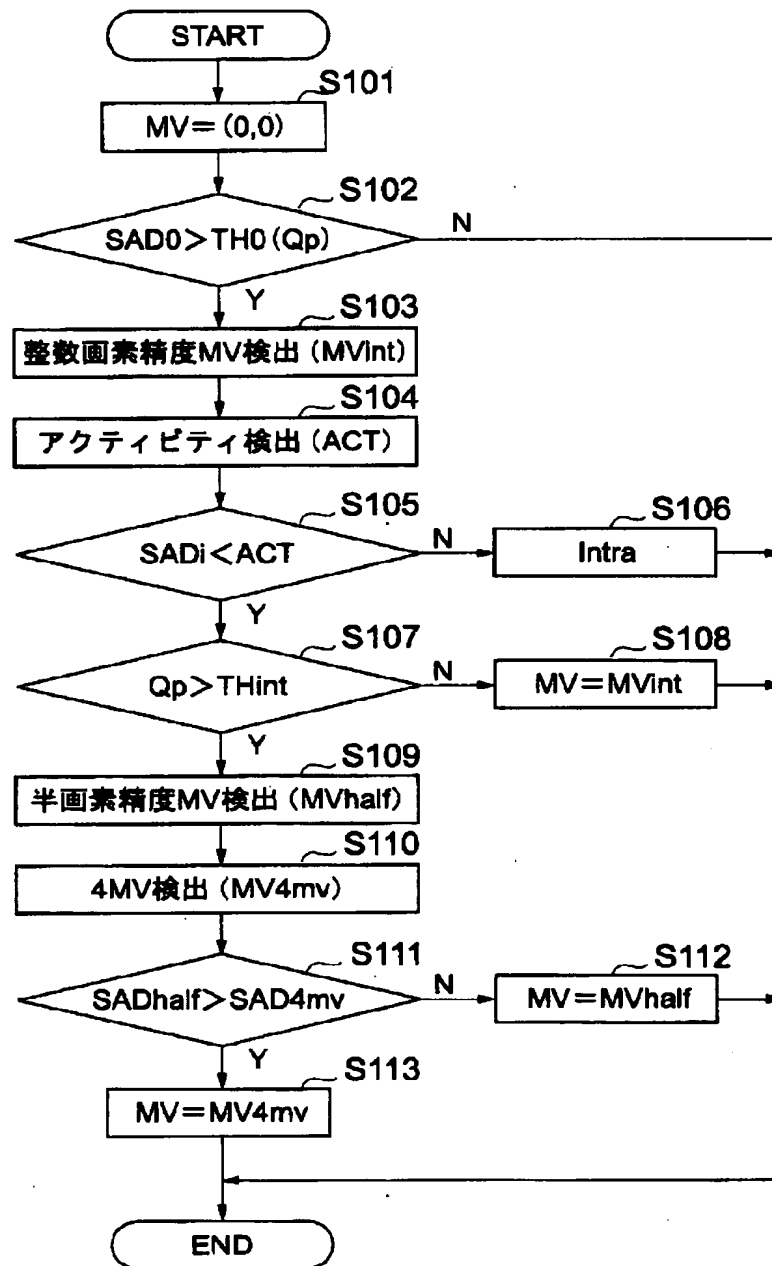 START
S101
MV=(0,0)
S102
SAD0>TH0(Qp)
N
Y
S103
整数画素精度MV検出(MVint)
S104
アクティビティ検出(ACT)
S105
SADi<ACT
N
S106
Intra
Y
S107
Qp>THint
N
S108
MV=MVint
Y
S109
半画素精度MV検出(MVhalf)
S110
4MV検出(MV4mv)
S111
SADhalf>SAD4mv
N
S112
MV=MVhalf
Y
S113
MV=MV4mv
END